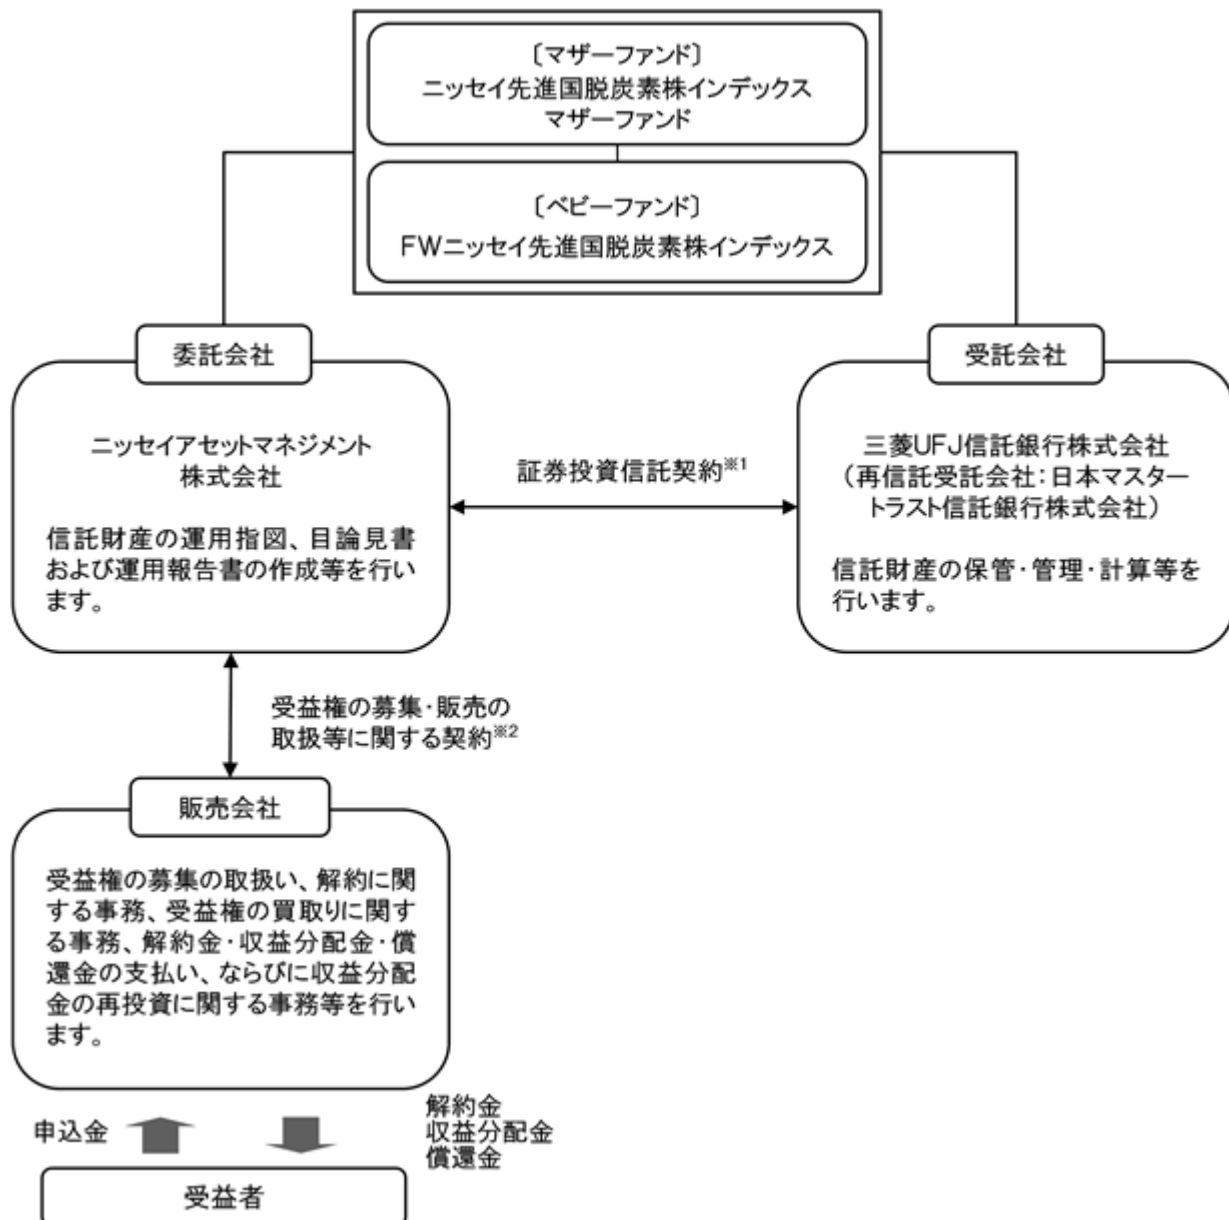 〔マザーファンド〕
ニッセイ先進国脱炭素株インデックス
マザーファンド
〔ベビーファンド〕
FWニッセイ先進国脱炭素株インデックス
委託会社
ニッセイアセットマネジメント
株式会社
信託財産の運用指図、目論見書
および運用報告書の作成等を行い
ます。
証券投資信託契約※1
受託会社
三菱UFJ信託銀行株式会社
（再信託受託会社：日本マスター
トラスト信託銀行株式会社）
信託財産の保管・管理・計算等を
行います。
受益権の募集・販売の
取扱等に関する契約※2
販売会社
受益権の募集の取扱い、解約に関
する事務、受益権の買取りに関す
る事務、解約金・収益分配金・償
還金の支払い、ならびに収益分配
金の再投資に関する事務等を行い
ます。
申込金
解約金
収益分配金
償還金
受益者